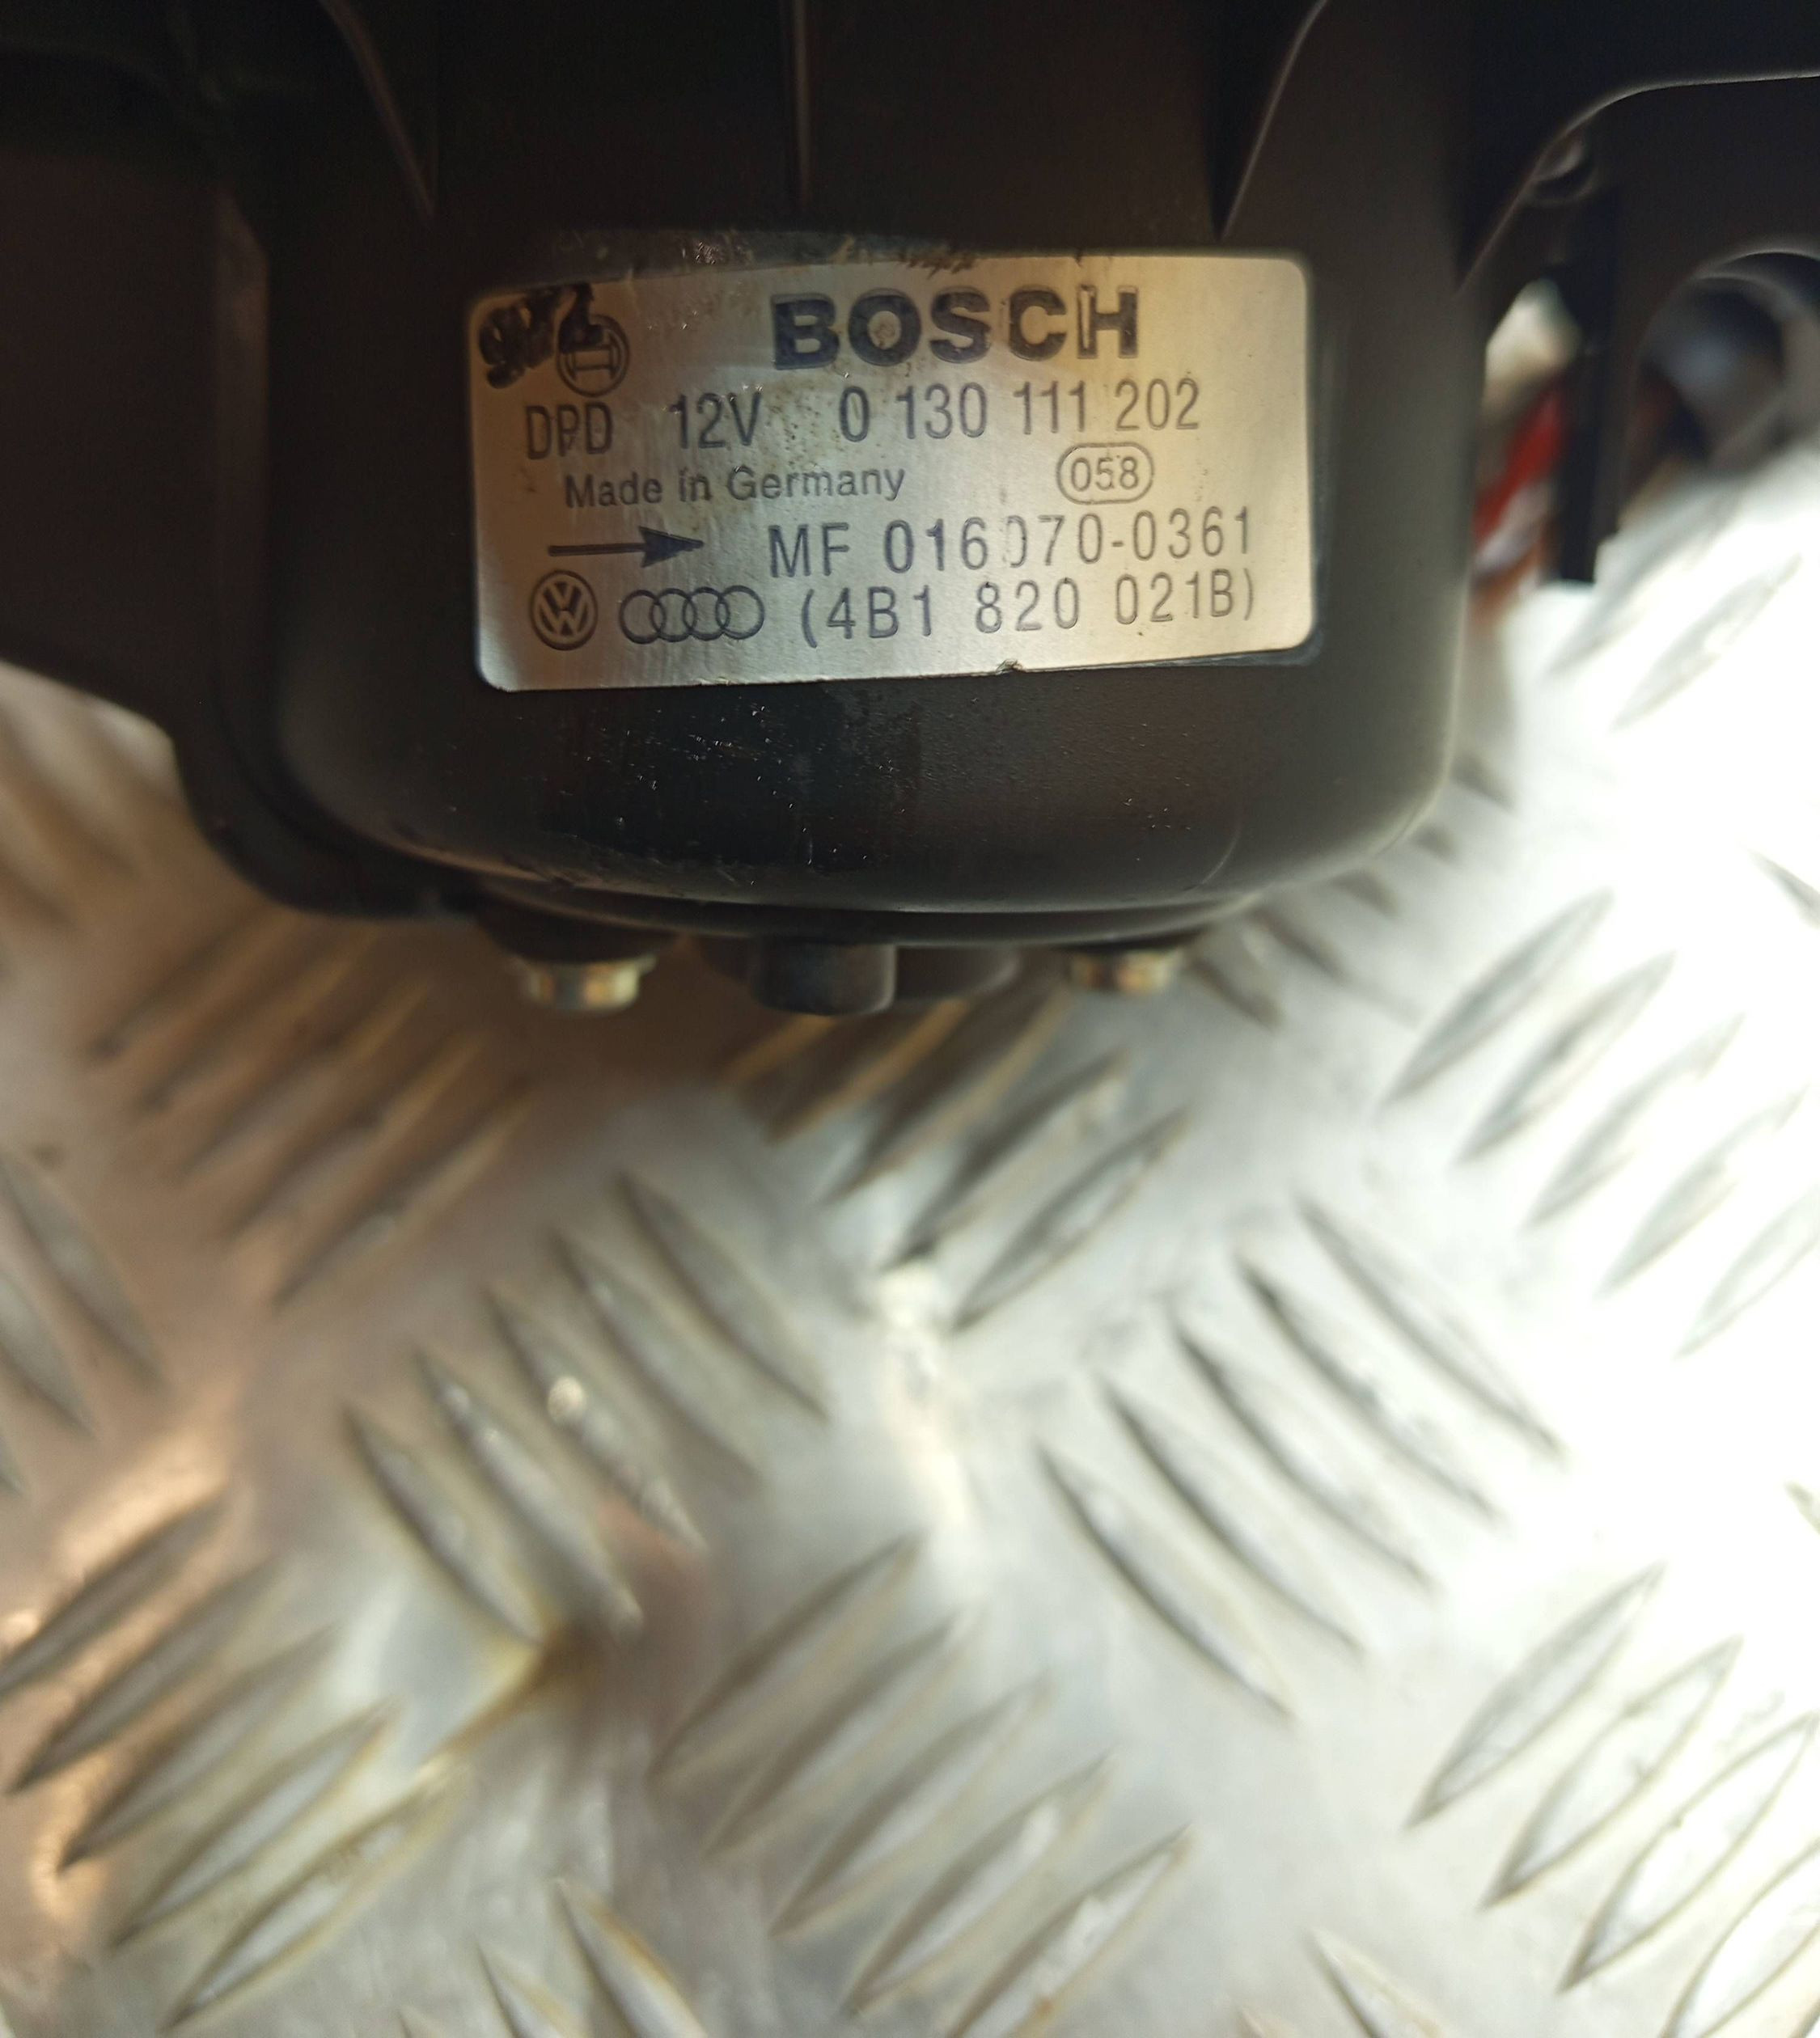 BOSCH
DPD 12V 0 130 111 202
Made in Germany 058
MF 016070-0361
(4B1 820 021B)